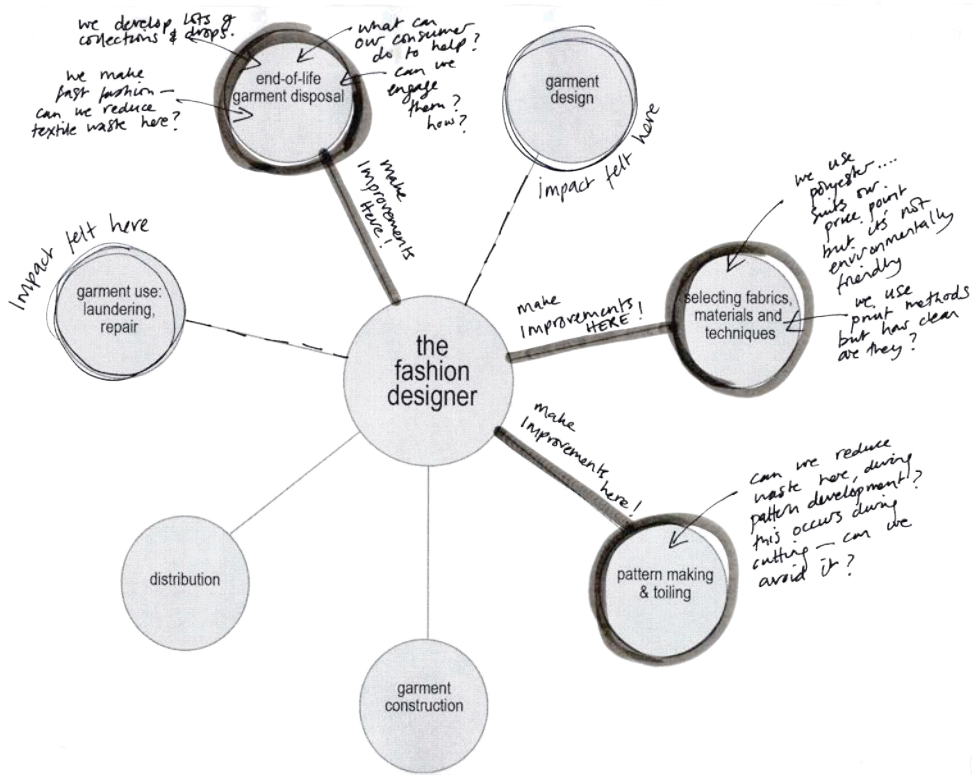 we develop lots of
collections & drops.
we make
fast fashion —
can we reduce
textile waste here?
what can
our consumer
do to help?
can we
engage
them?
how?
end-of-life
garment disposal
make
improvements
HERE!
garment
design
impact felt here
we use
polyester....
suits our
price point
but it's not
environmentally
friendly
we use
print methods
but how clean
are they?
selecting fabrics,
materials and
techniques
make
improvements
HERE!
Impact felt here
garment use:
laundering,
repair
the
fashion
designer
make
improvements
here!
can we reduce
waste here, during
pattern development?
this occurs during
cutting — can we
avoid it?
pattern making
& toiling
distribution
garment
construction